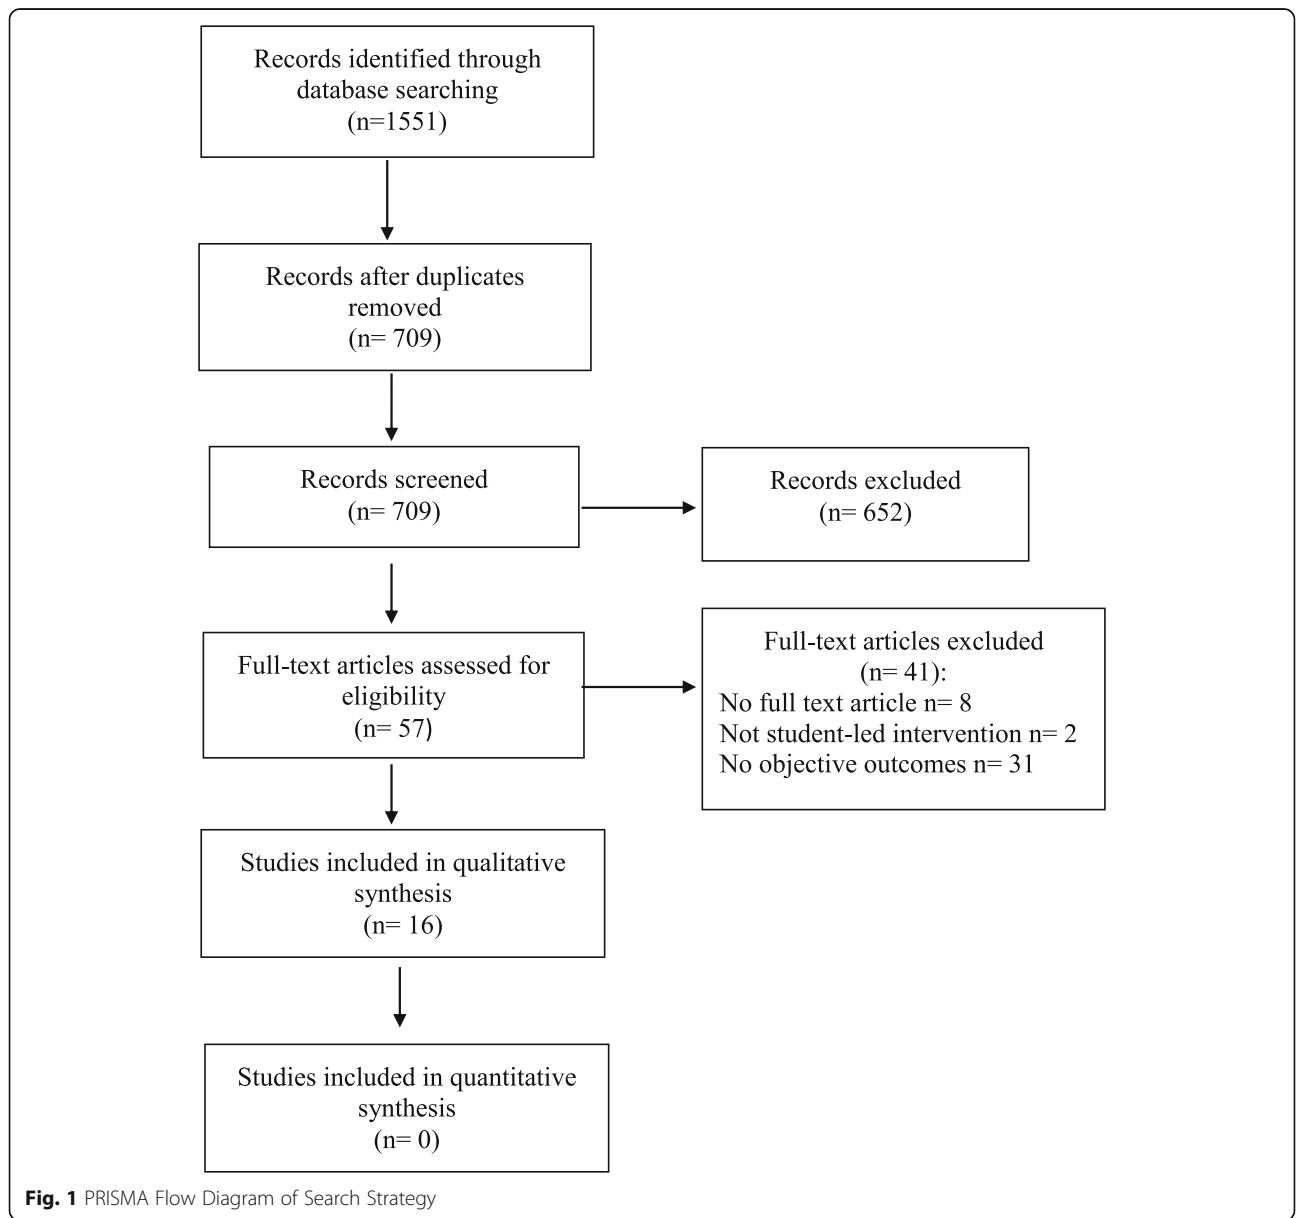 Records identified through
database searching
(n=1551)
Records after duplicates
removed
(n= 709)
Records screened
(n= 709)
Records excluded
(n= 652)
Full-text articles assessed for
eligibility
(n= 57)
Full-text articles excluded
(n= 41):
No full text article n= 8
Not student-led intervention n= 2
No objective outcomes n= 31
Studies included in qualitative
synthesis
(n= 16)
Studies included in quantitative
synthesis
(n= 0)
Fig. 1 PRISMA Flow Diagram of Search Strategy